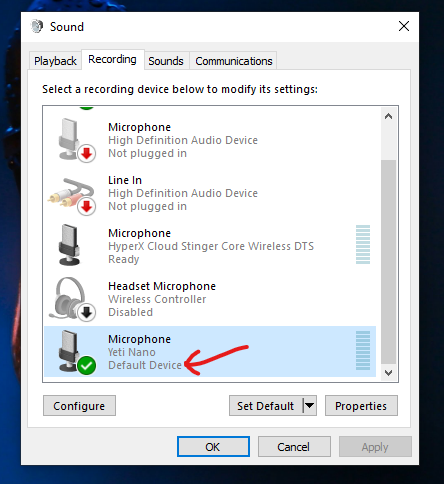 Sound
Playback
Recording
Sounds
Communications
Select a recording device below to modify its settings:
Microphone
High Definition Audio Device
Not plugged in
Line In
High Definition Audio Device
Not plugged in
Microphone
HyperX Cloud Stinger Core Wireless DTS
Ready
Headset Microphone
Wireless Controller
Disabled
Microphone
Yeti Nano
Default Device
Configure
Set Default
Properties
OK
Cancel
Apply